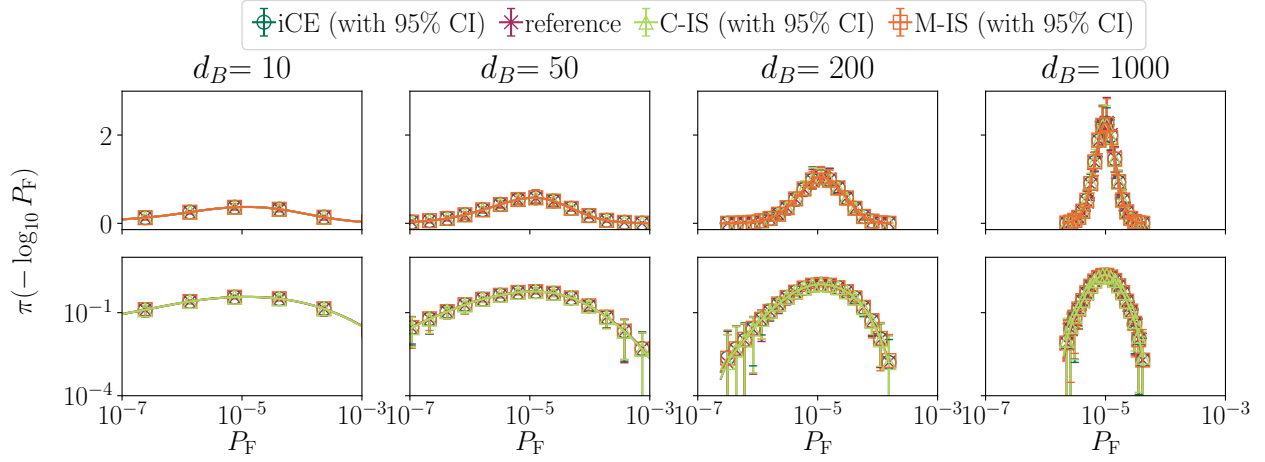 iCE (with 95% CI) reference C-IS (with 95% CI) M-IS (with 95% CI)
d_B= 10 d_B= 50 d_B= 200 d_B= 1000
π(− log₁₀ P_F)
2
0
10⁻¹
10⁻⁴
10⁻⁷ 10⁻⁵ 10⁻³ 10⁻⁷ 10⁻⁵ 10⁻³ 10⁻⁷ 10⁻⁵ 10⁻³ 10⁻⁷ 10⁻⁵ 10⁻³
P_F P_F P_F P_F